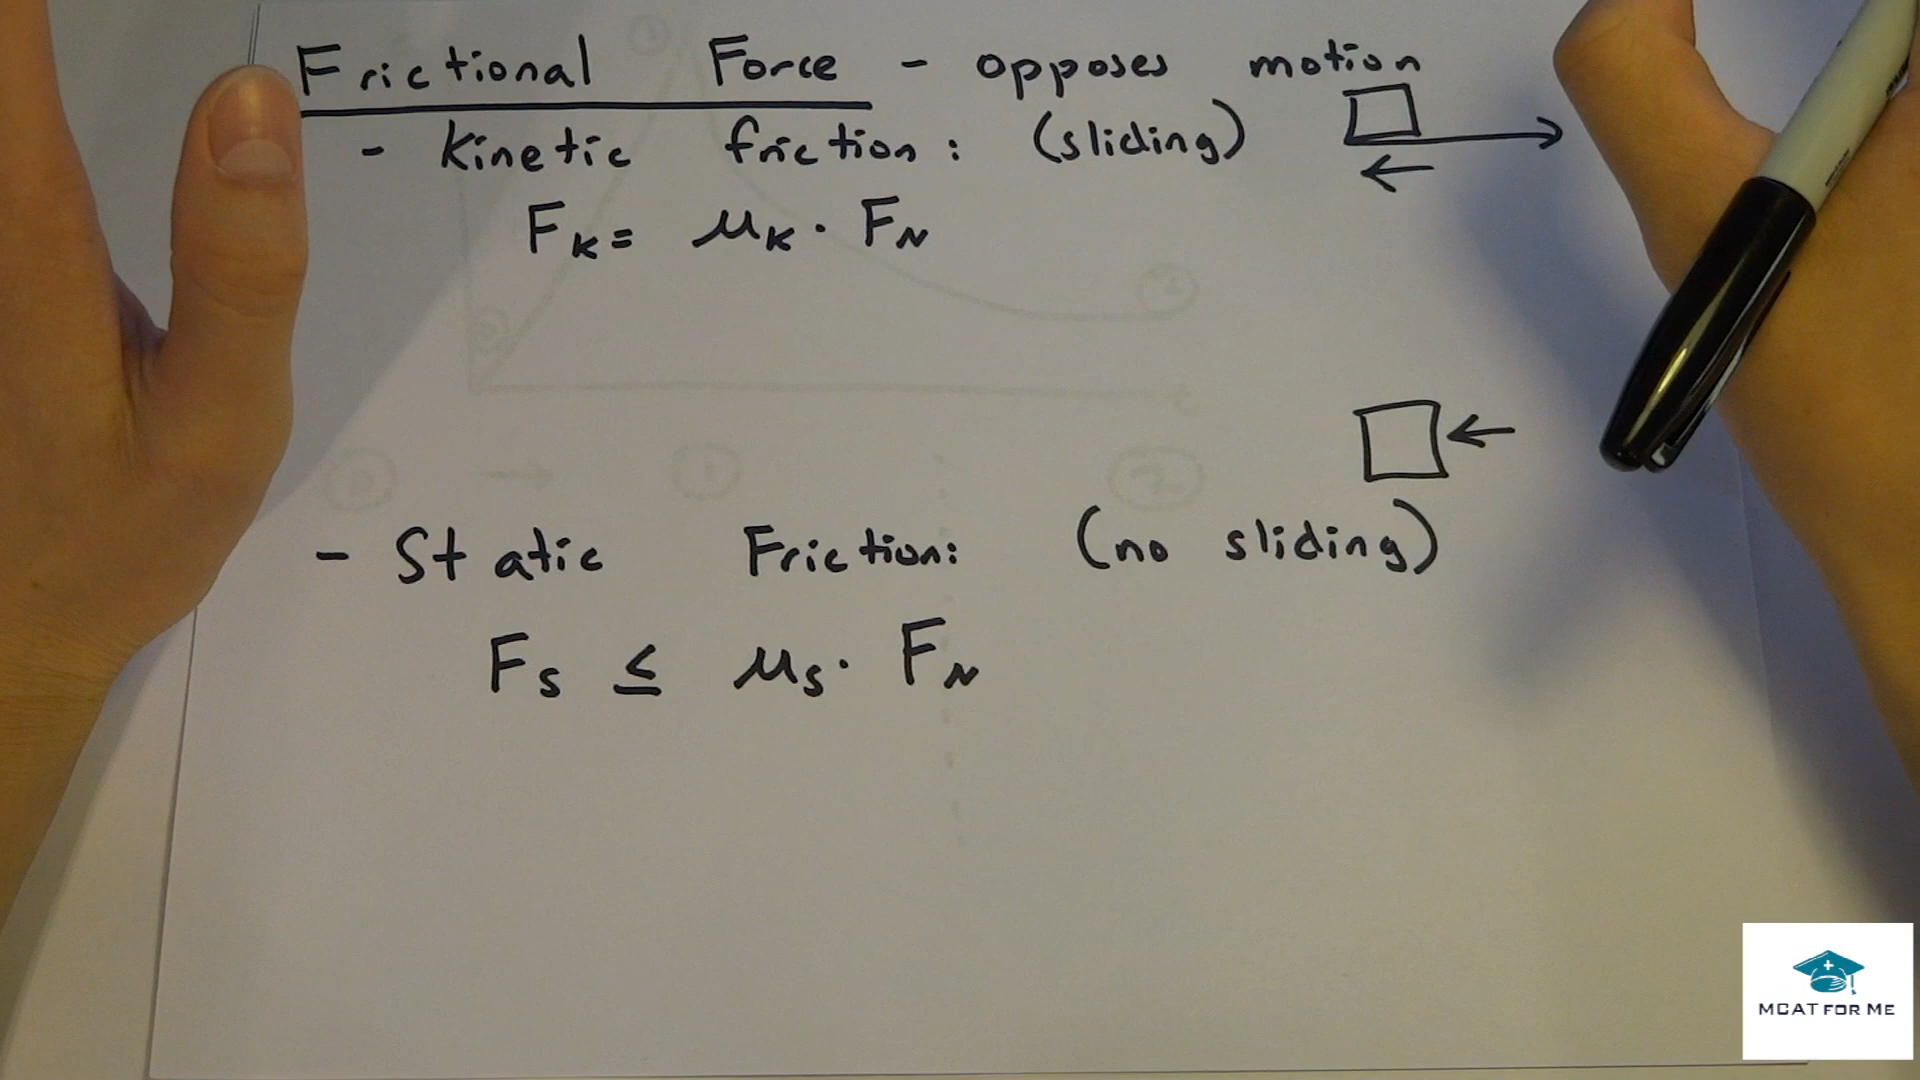 Frictional Force - opposes motion
- Kinetic friction: (sliding)
FK = μK · FN
- Static Friction: (no sliding)
FS ≤ μS · FN
MCAT FOR ME